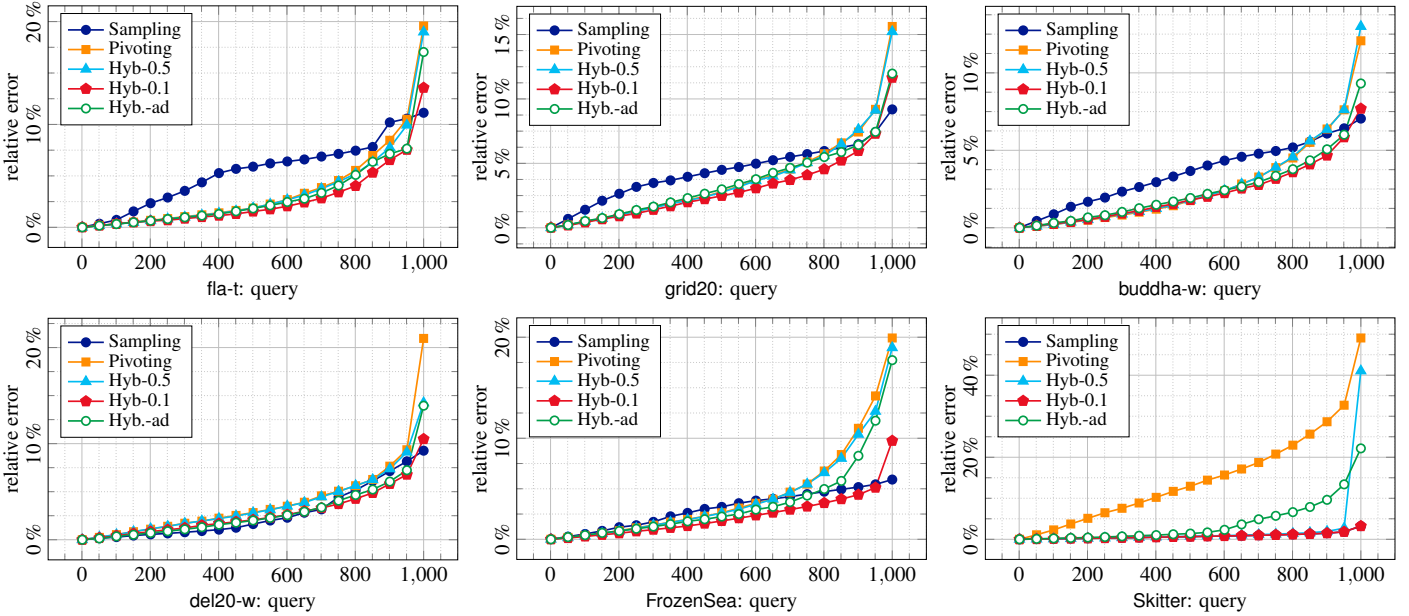 relative error
20 %
10 %
0 %
Sampling
Pivoting
Hyb-0.5
Hyb-0.1
Hyb.-ad
0 200 400 600 800 1,000
fla-t: query
relative error
15 %
10 %
5 %
0 %
Sampling
Pivoting
Hyb-0.5
Hyb-0.1
Hyb.-ad
0 200 400 600 800 1,000
grid20: query
relative error
10 %
5 %
0 %
Sampling
Pivoting
Hyb-0.5
Hyb-0.1
Hyb.-ad
0 200 400 600 800 1,000
buddha-w: query
relative error
20 %
10 %
0 %
Sampling
Pivoting
Hyb-0.5
Hyb-0.1
Hyb.-ad
0 200 400 600 800 1,000
del20-w: query
relative error
20 %
10 %
0 %
Sampling
Pivoting
Hyb-0.5
Hyb-0.1
Hyb.-ad
0 200 400 600 800 1,000
FrozenSea: query
relative error
40 %
20 %
0 %
Sampling
Pivoting
Hyb-0.5
Hyb-0.1
Hyb.-ad
0 200 400 600 800 1,000
Skitter: query